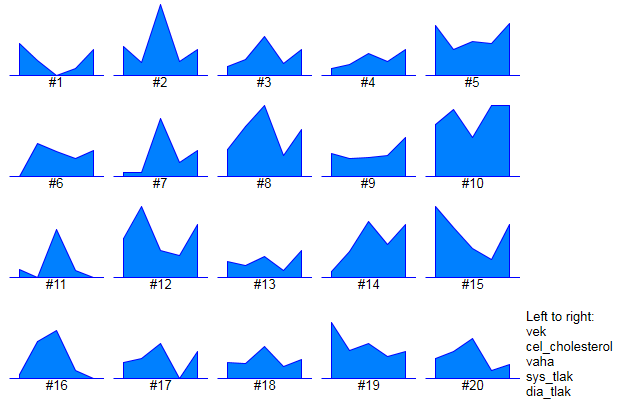 #1 #2 #3 #4 #5
#6 #7 #8 #9 #10
#11 #12 #13 #14 #15
#16 #17 #18 #19 #20
Left to right:
vek
cel_cholesterol
vaha
sys_tlak
dia_tlak